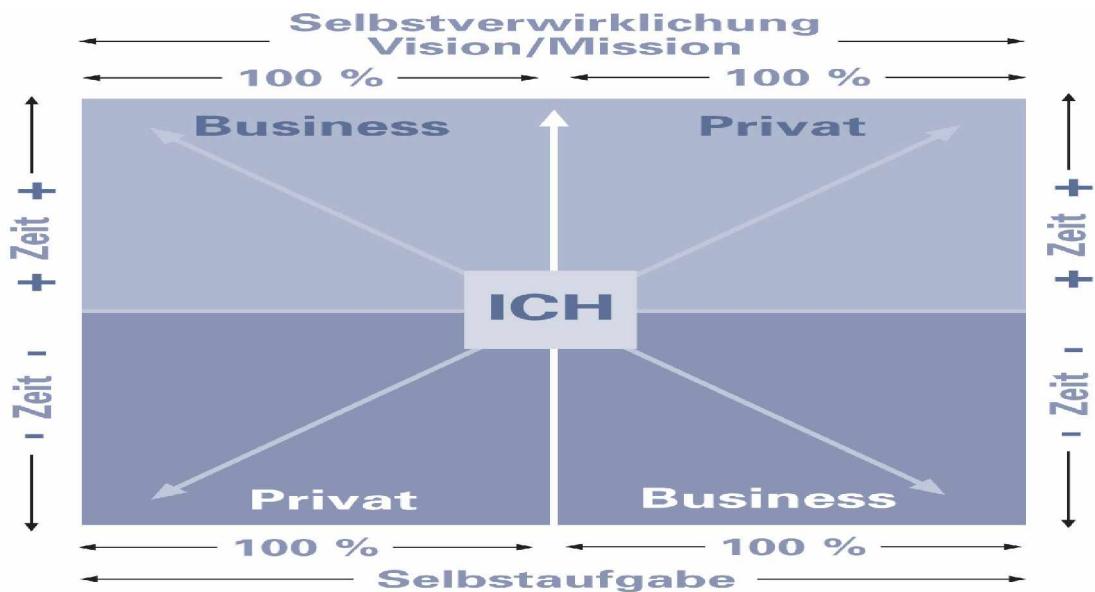 Selbstverwirklichung
Vision/Mission
100 % 100 %
Business Privat
+ Zeit + + Zeit +
ICH
- Zeit - - Zeit -
Privat Business
100 % 100 %
Selbstaufgabe